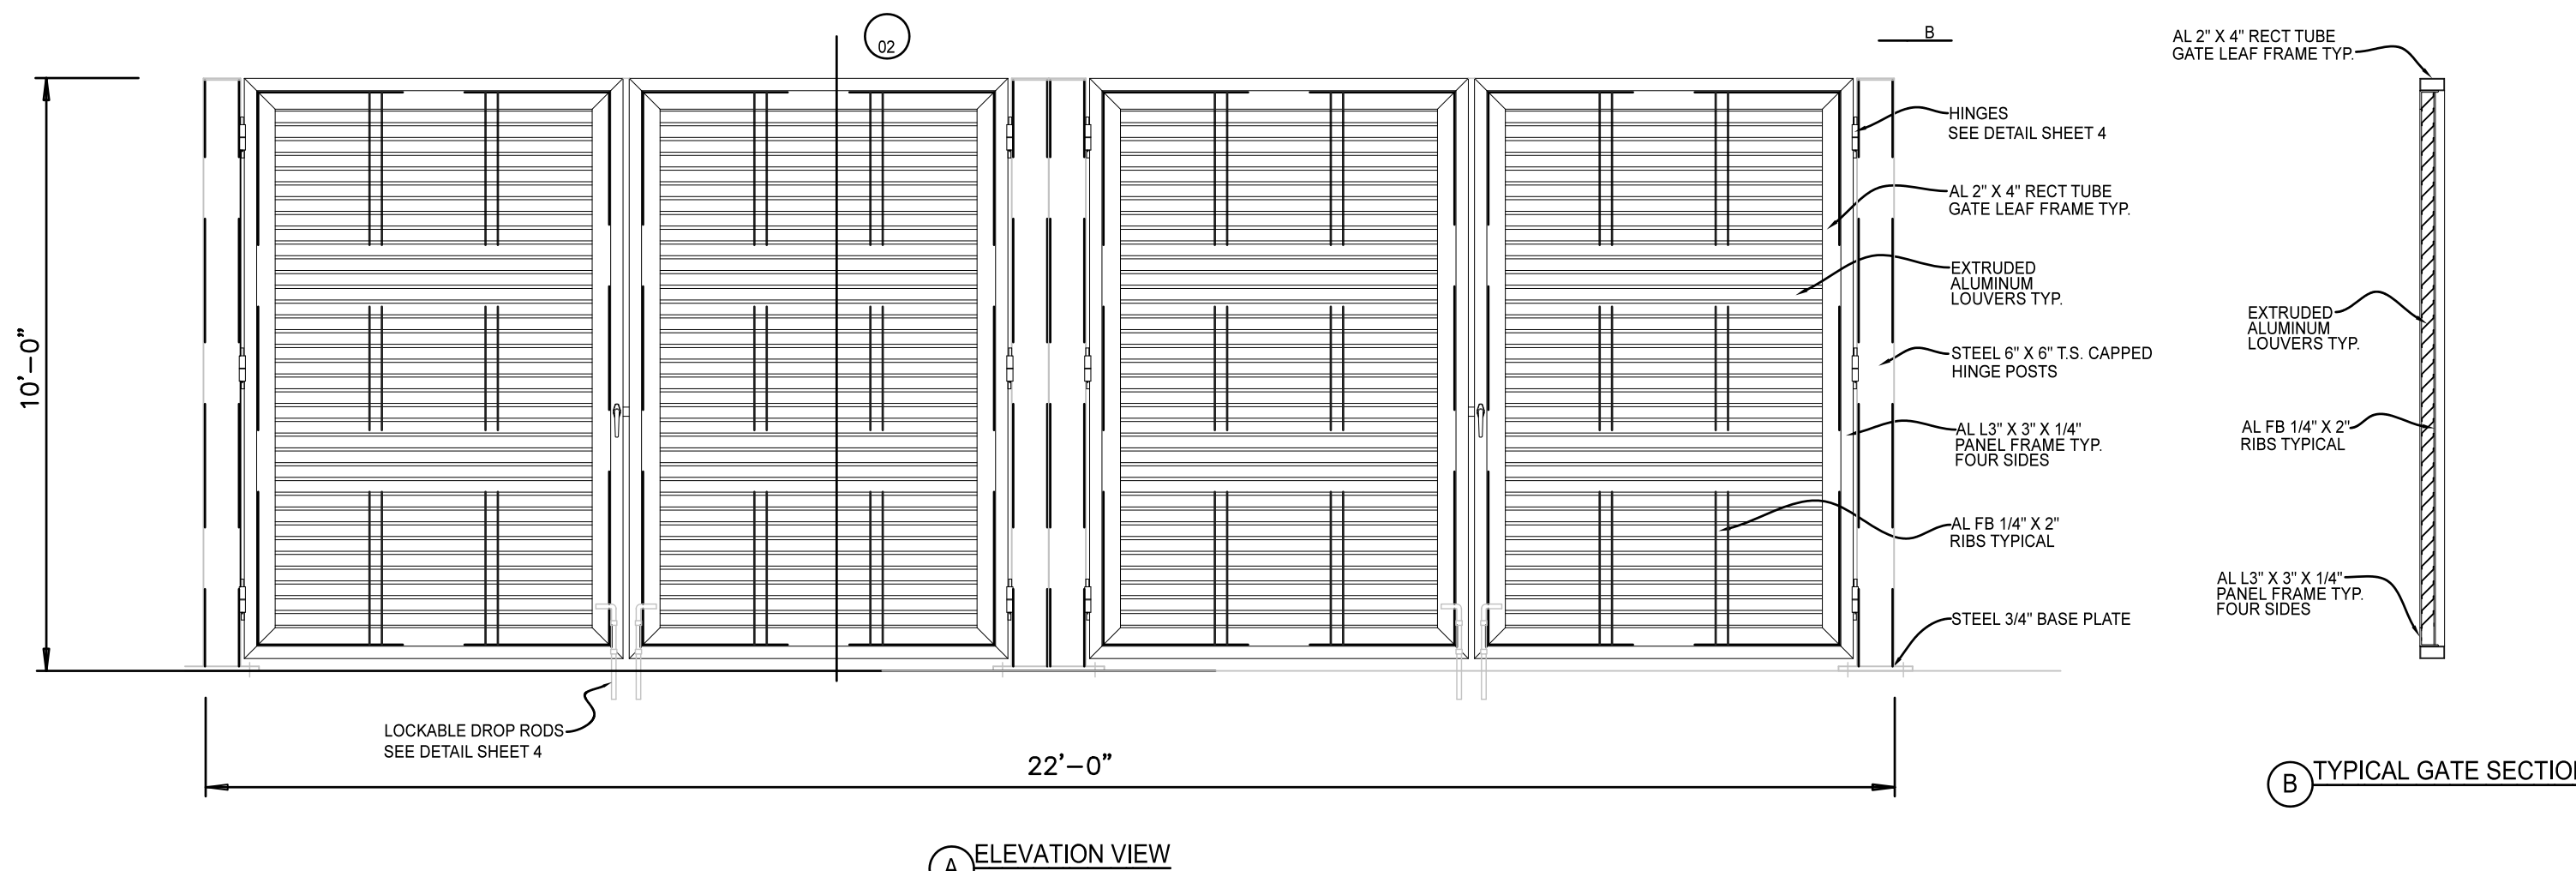 02
B
AL 2" X 4" RECT TUBE
GATE LEAF FRAME TYP.
HINGES
SEE DETAIL SHEET 4
AL 2" X 4" RECT TUBE
GATE LEAF FRAME TYP.
EXTRUDED
ALUMINUM
LOUVERS TYP.
STEEL 6" X 6" T.S. CAPPED
HINGE POSTS
AL L3" X 3" X 1/4"
PANEL FRAME TYP.
FOUR SIDES
AL FB 1/4" X 2"
RIBS TYPICAL
STEEL 3/4" BASE PLATE
EXTRUDED
ALUMINUM
LOUVERS TYP.
AL FB 1/4" X 2"
RIBS TYPICAL
AL L3" X 3" X 1/4"
PANEL FRAME TYP.
FOUR SIDES
10'-0"
LOCKABLE DROP RODS
SEE DETAIL SHEET 4
22'-0"
B TYPICAL GATE SECTION
A ELEVATION VIEW